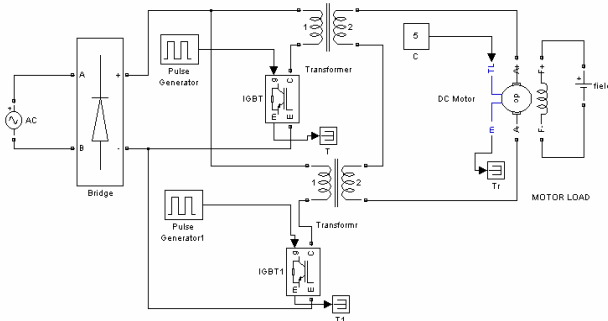 1
2
Pulse
Generator
Transformer
5
C
TL
A+
F+
DC Motor
field
AC
A
B
+
-
Bridge
IGBT
g
C
m
E
T
F-
A
m
Tr
MOTOR LOAD
1
2
Pulse
Generator1
Transformr
IGBT1
g
C
m
E
T1